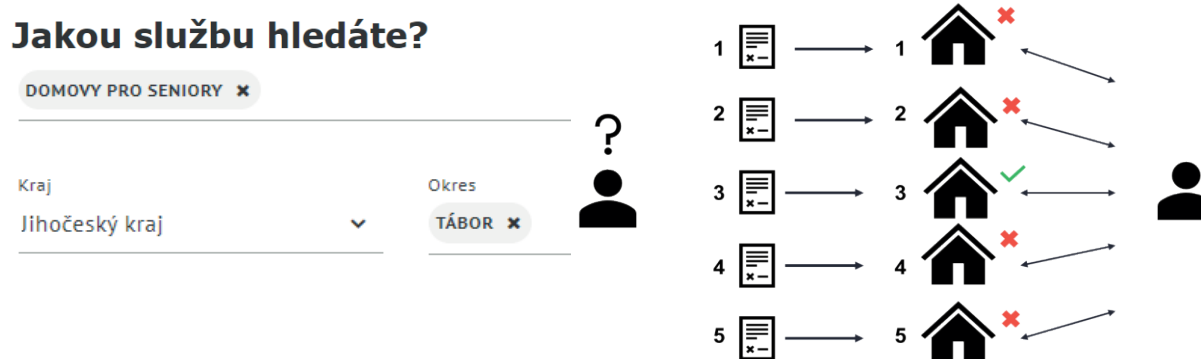 Jakou službu hledáte?
DOMOVY PRO SENIORY ×
?
Kraj
Jihočeský kraj
Okres
TÁBOR ×
1 1
2 2
3 3
4 4
5 5